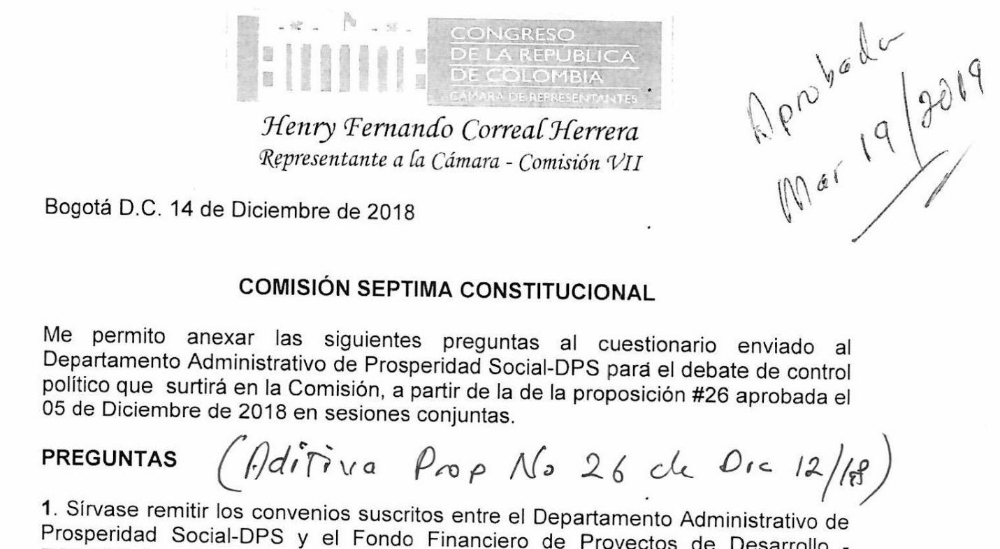 CONGRESO
DE LA REPÚBLICA
DE COLOMBIA
CÁMARA DE REPRESENTANTES
Aprobada
Mar 19/2019
Henry Fernando Correal Herrera
Representante a la Cámara - Comisión VII
Bogotá D.C. 14 de Diciembre de 2018
COMISIÓN SEPTIMA CONSTITUCIONAL
Me permito anexar las siguientes preguntas al cuestionario enviado al
Departamento Administrativo de Prosperidad Social-DPS para el debate de control
político que surtirá en la Comisión, a partir de la de la proposición #26 aprobada el
05 de Diciembre de 2018 en sesiones conjuntas.
PREGUNTAS (Aditiva Prop No 26 de Dic 12/18)
1. Sírvase remitir los convenios suscritos entre el Departamento Administrativo de
Prosperidad Social-DPS y el Fondo Financiero de Proyectos de Desarrollo -